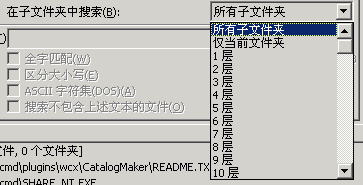 在子文件夹中搜索(B):
所有子文件夹
所有子文件夹
仅当前文件夹
全字匹配(W)
1 层
区分大小写(E)
2 层
3 层
ASCII 字符集(DOS)(A)
4 层
5 层
搜索不包含上述文本的文件(O)
6 层
7 层
8 层
文件, 0 个文件夹]
9 层
cmd\plugins\wcx\CatalogMaker\README.TX
10 层
cmd\SHARE_NT.EXE